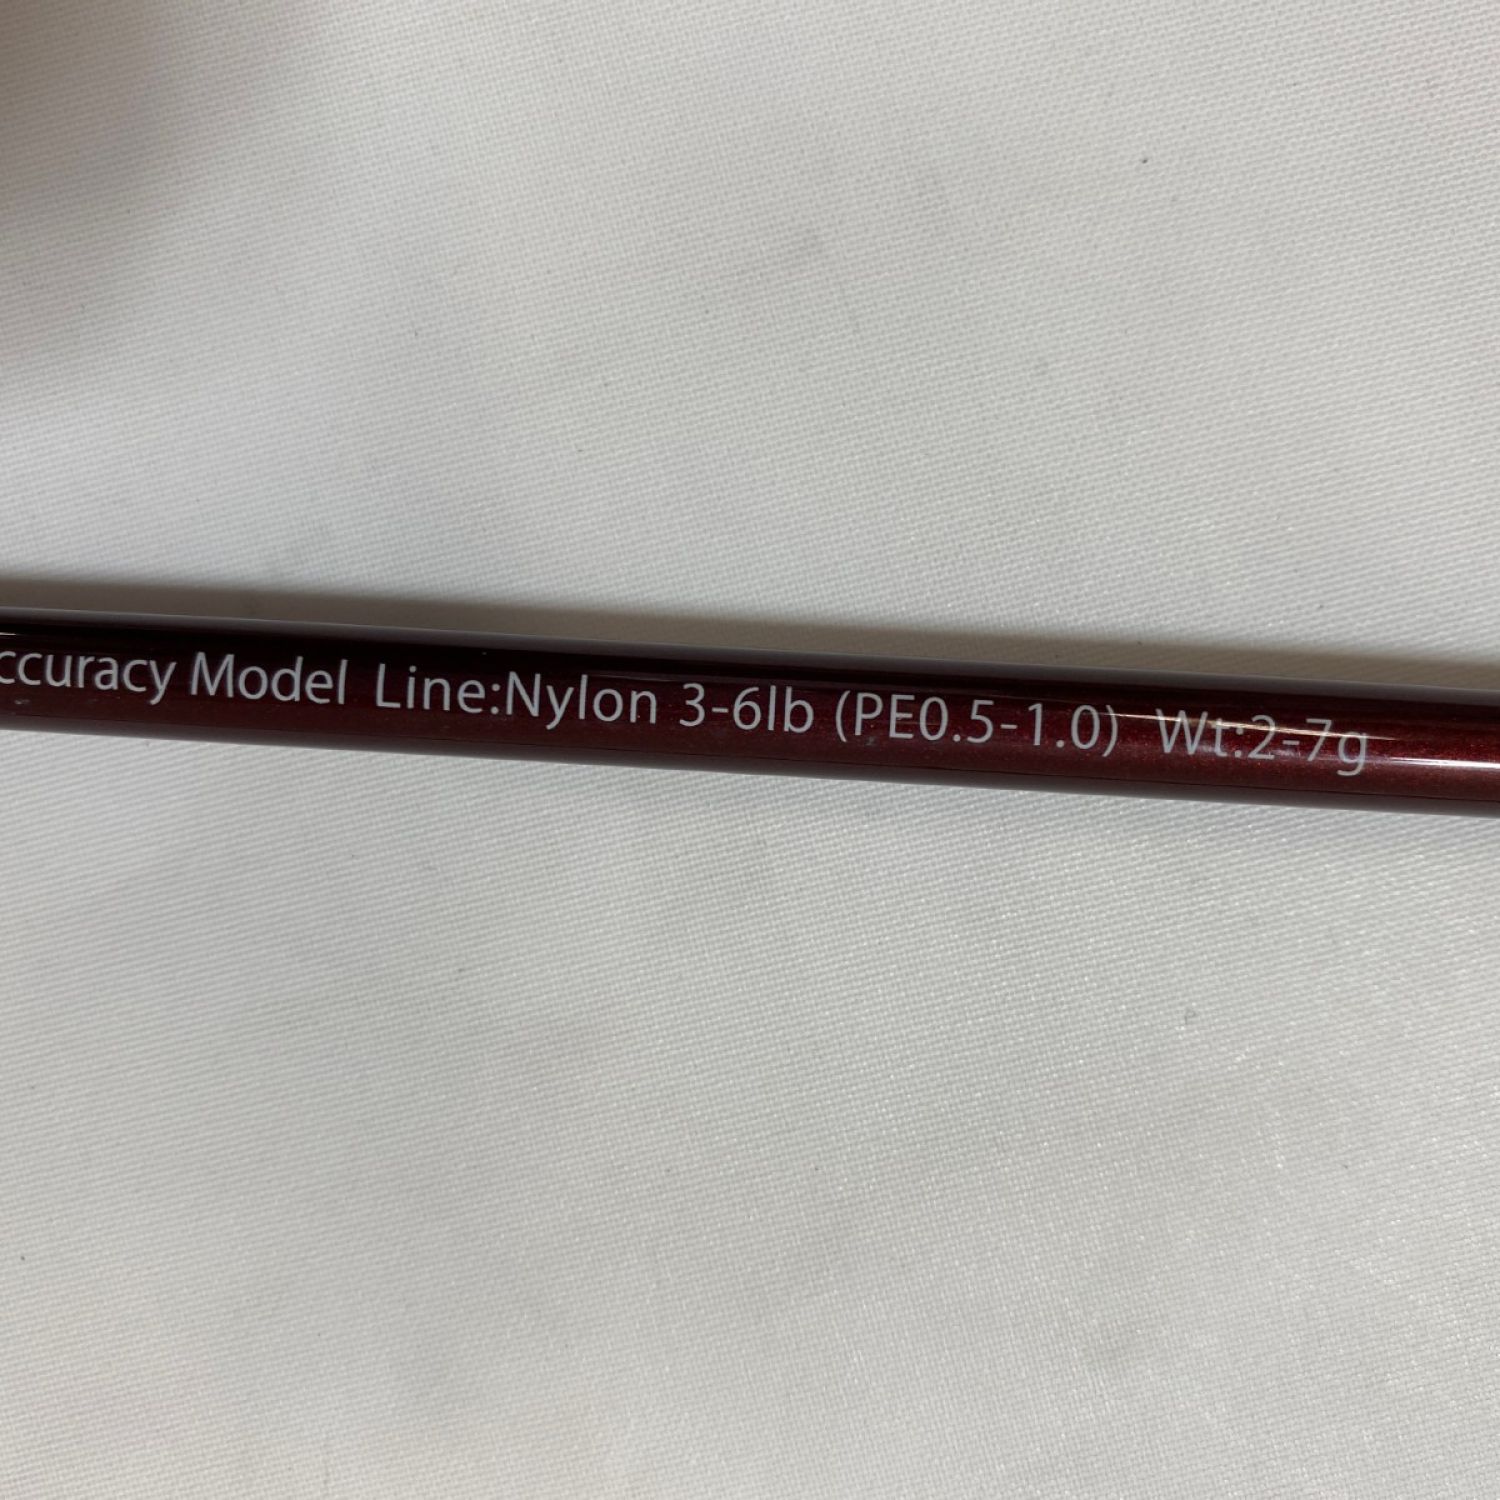 ccuracy Model Line:Nylon 3-6lb (PE0.5-1.0) Wt:2-7g